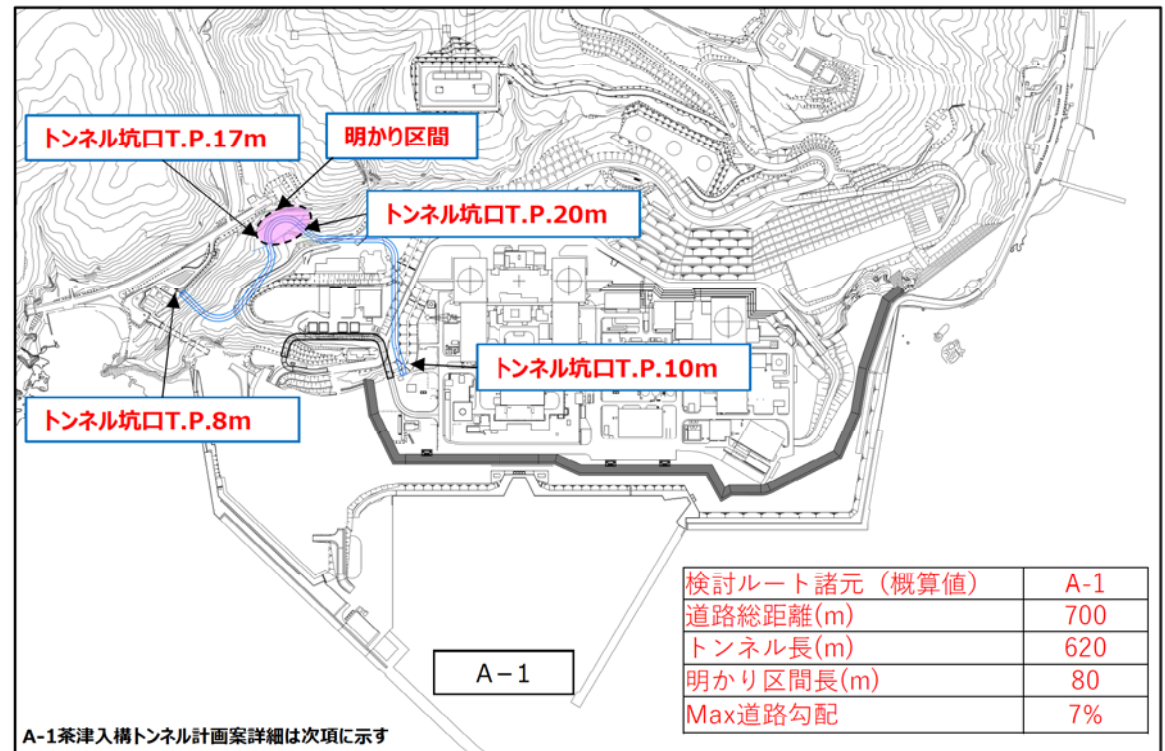 トンネル坑口T.P.17m
明かり区間
トンネル坑口T.P.20m
トンネル坑口T.P.10m
トンネル坑口T.P.8m
検討ルート諸元（概算値） A-1
道路総距離(m) 700
トンネル長(m) 620
明かり区間長(m) 80
Max道路勾配 7%
A－1
A-1茶津入構トンネル計画案詳細は次項に示す